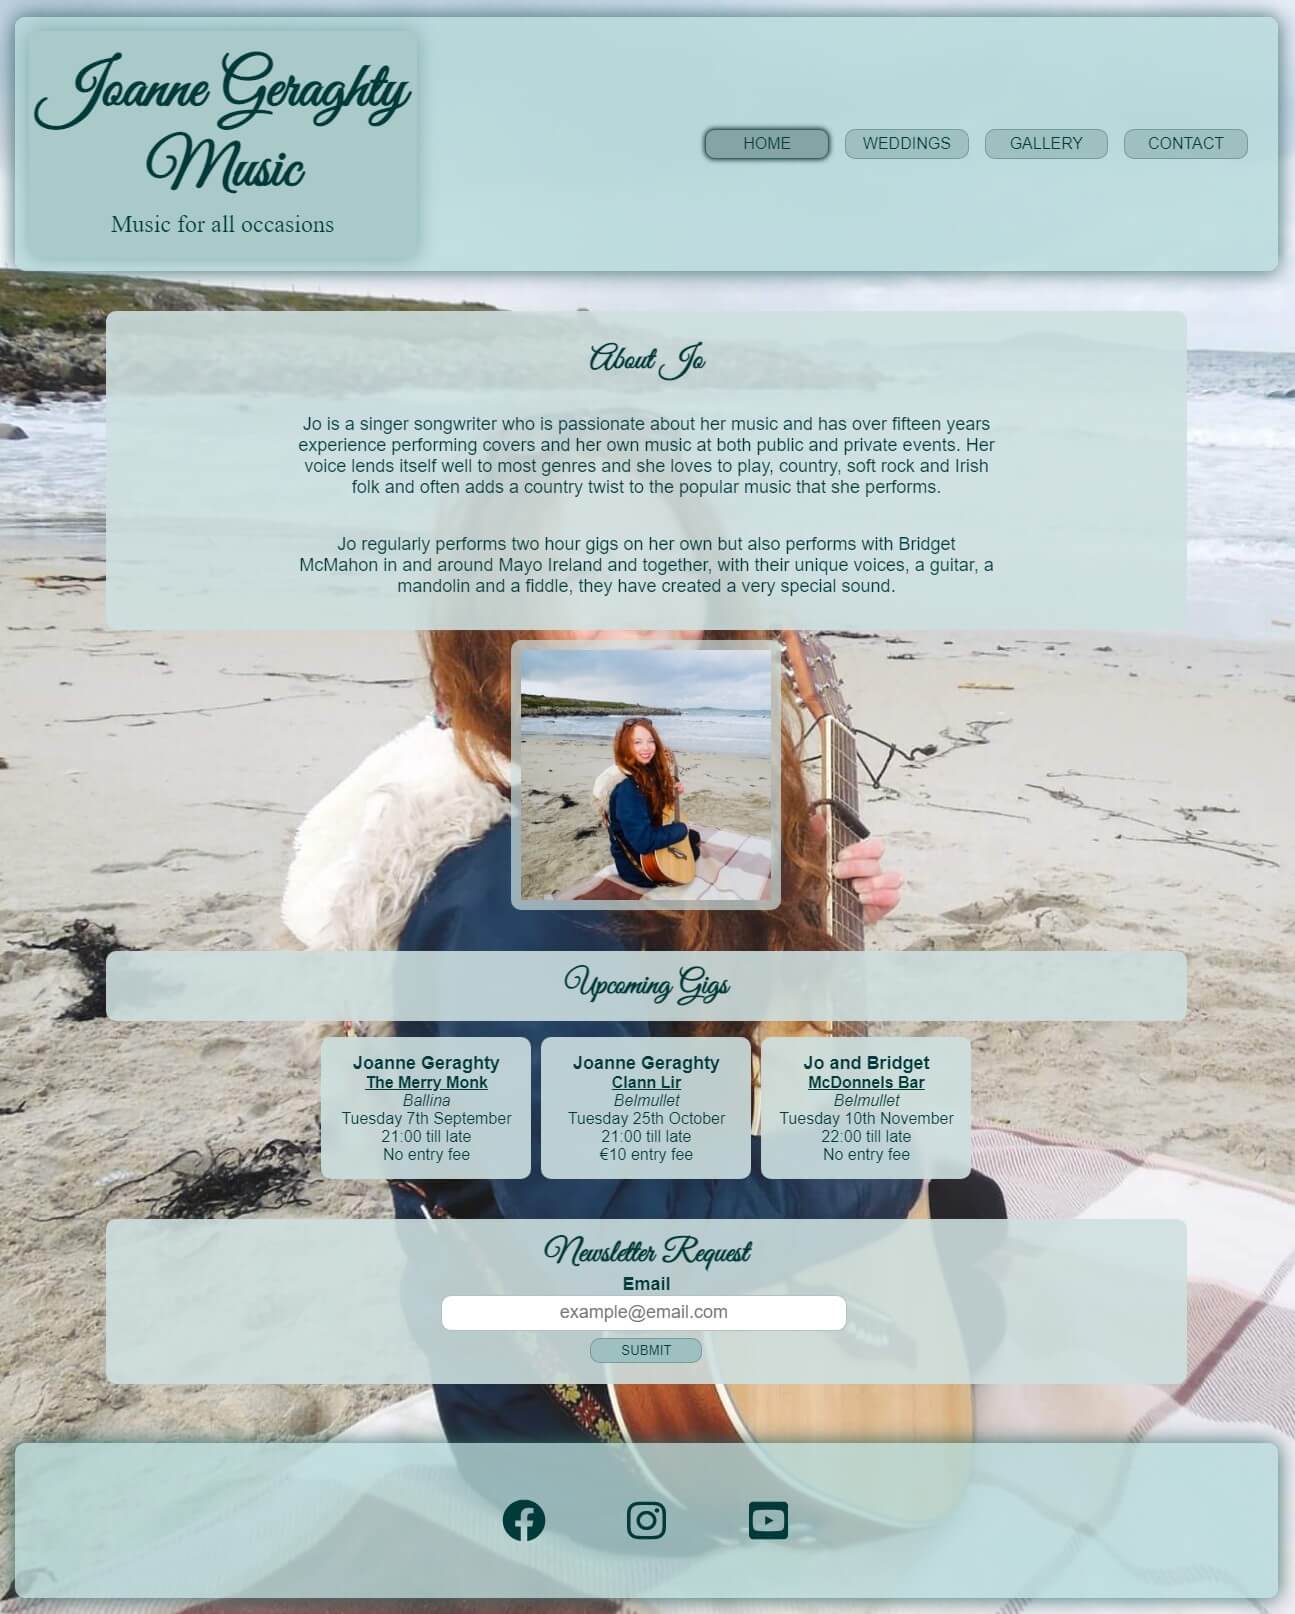 Joanne Geraghty
Music
Music for all occasions
HOME WEDDINGS GALLERY CONTACT
About Jo
Jo is a singer songwriter who is passionate about her music and has over fifteen years
experience performing covers and her own music at both public and private events. Her
voice lends itself well to most genres and she loves to play, country, soft rock and Irish
folk and often adds a country twist to the popular music that she performs.
Jo regularly performs two hour gigs on her own but also performs with Bridget
McMahon in and around Mayo Ireland and together, with their unique voices, a guitar, a
mandolin and a fiddle, they have created a very special sound.
Upcoming Gigs
Joanne Geraghty
The Merry Monk
Ballina
Tuesday 7th September
21:00 till late
No entry fee
Joanne Geraghty
Clann Lir
Belmullet
Tuesday 25th October
21:00 till late
€10 entry fee
Jo and Bridget
McDonnels Bar
Belmullet
Tuesday 10th November
22:00 till late
No entry fee
Newsletter Request
Email
example@email.com
SUBMIT